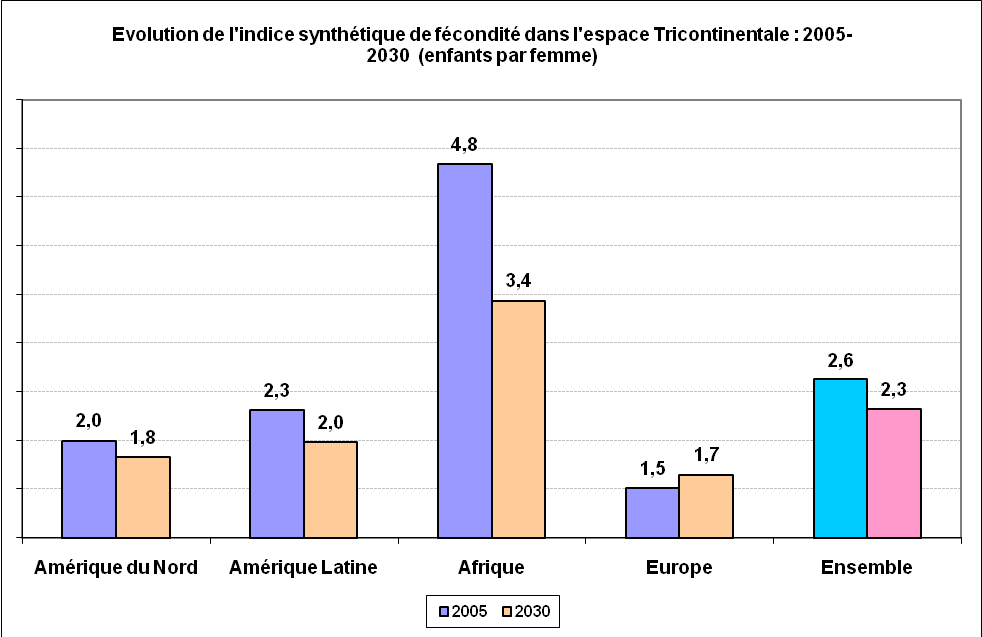 Evolution de l'indice synthétique de fécondité dans l'espace Tricontinentale : 2005-
2030 (enfants par femme)
4,8
3,4
2,6
2,3
2,3
2,0
2,0
1,8
1,5
1,7
Amérique du Nord
Amérique Latine
Afrique
Europe
Ensemble
2005
2030